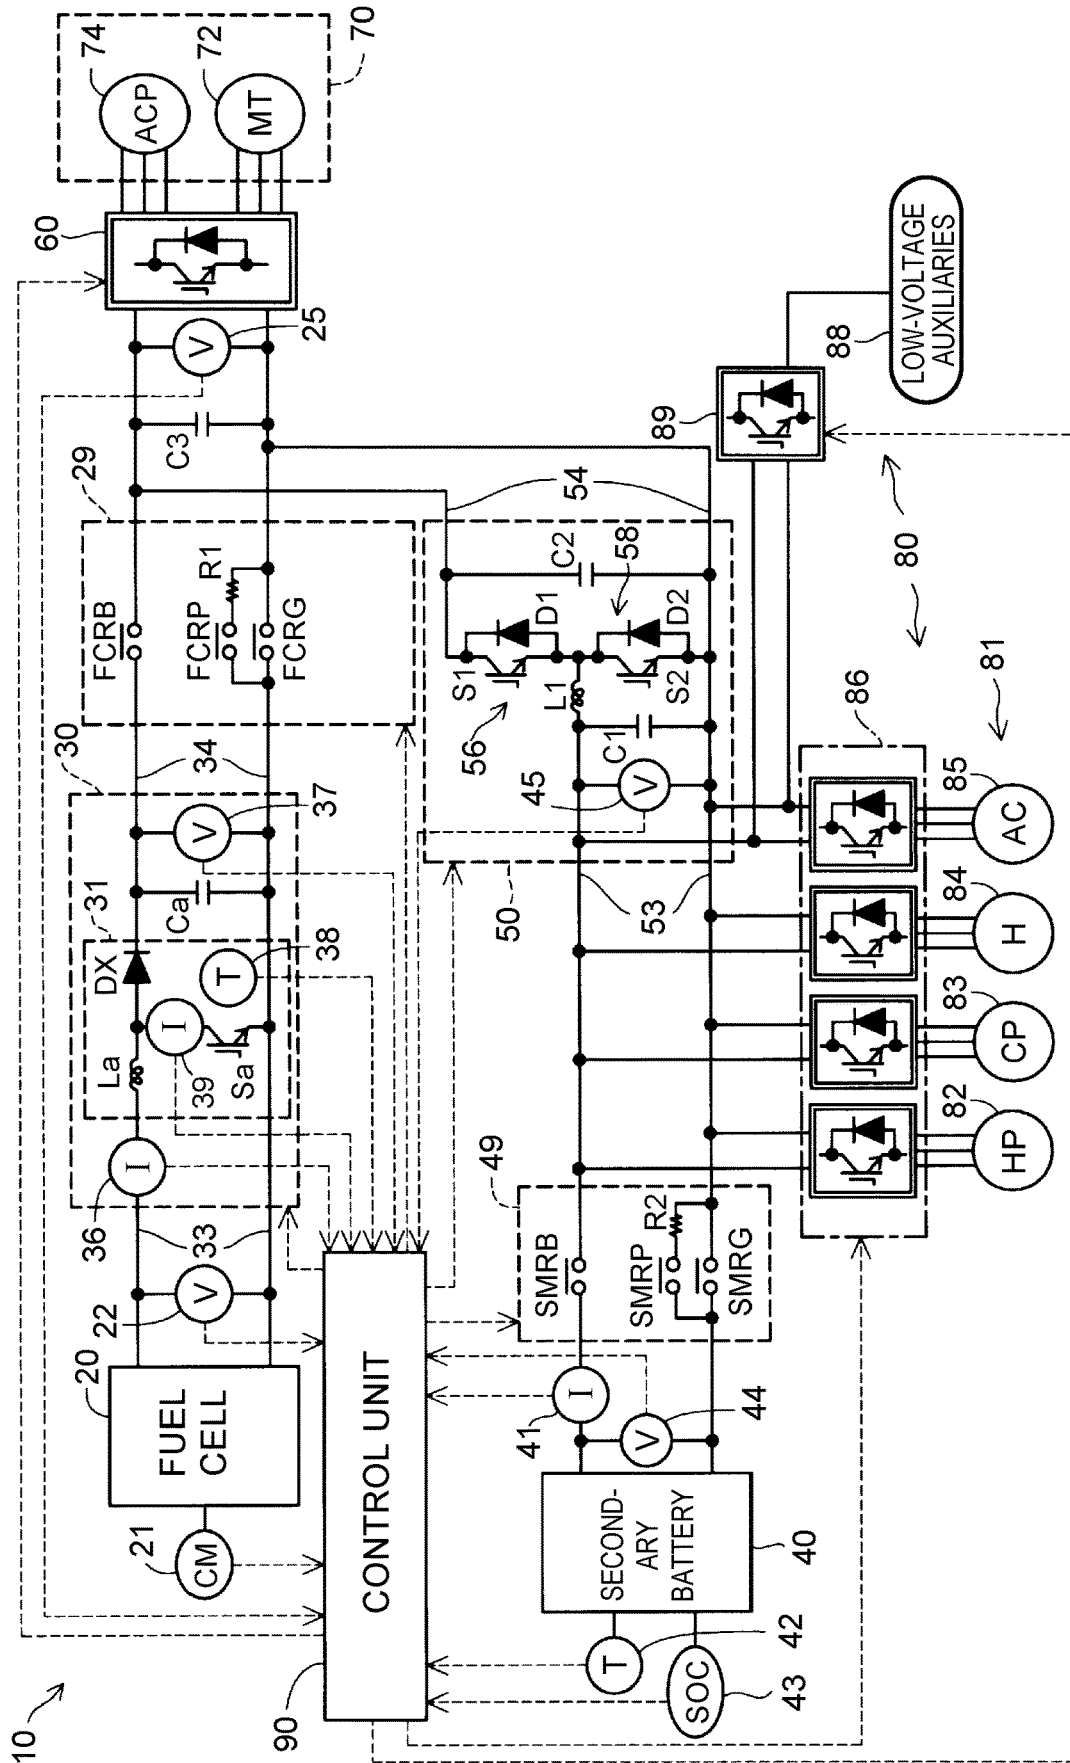 10
20
FUEL
CELL
21
CM
22
V
33
36
I
30
31
La
DX
39
I
Sa
38
T
Ca
37
V
34
29
FCRB
FCRP
R1
FCRG
C3
25
V
60
74
ACP
72
MT
70
90
CONTROL UNIT
50
45
V
C1
L1
56
S1
D1
58
S2
D2
C2
54
53
49
SMRB
SMRP
R2
SMRG
41
I
44
V
SECOND-
ARY
BATTERY
40
42
T
43
SOC
89
88
LOW-VOLTAGE
AUXILIARIES
80
81
86
82
HP
83
CP
84
H
85
AC